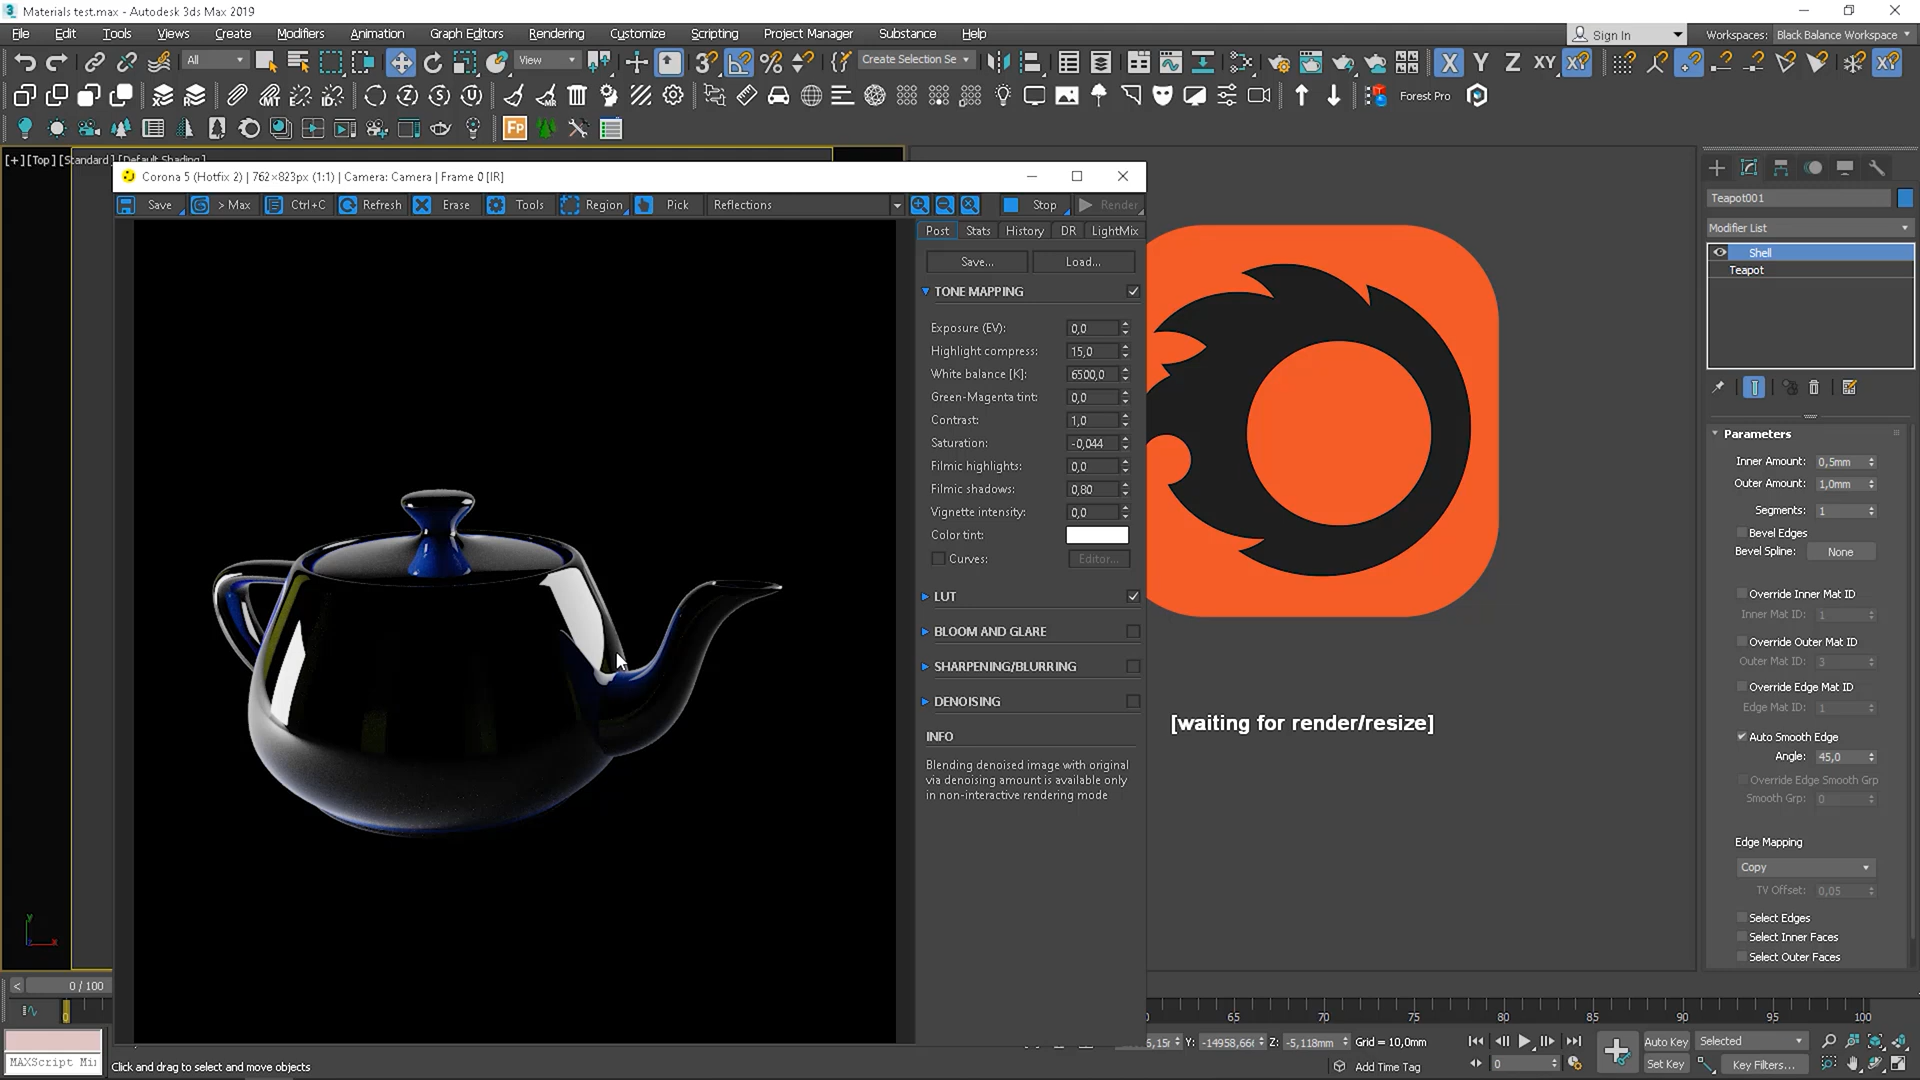 Materials test.max - Autodesk 3ds Max 2019
File Edit Tools Views Create Modifiers Animation Graph Editors Rendering Customize Scripting Project Manager Substance Help
Sign In Workspaces: Black Balance Workspace
All View Create Selection Se X Y Z XY
Forest Pro
Fp
[+] [Top] [Standard] [Default Shading]
Corona 5 (Hotfix 2) | 762×823px (1:1) | Camera: Camera | Frame 0 [IR]
Save > Max Ctrl+C Refresh Erase Tools Region Pick Reflections Stop Render
Post Stats History DR LightMix
Save... Load...
TONE MAPPING
Exposure (EV): 0,0
Highlight compress: 15,0
White balance [K]: 6500,0
Green-Magenta tint: 0,0
Contrast: 1,0
Saturation: -0,044
Filmic highlights: 0,0
Filmic shadows: 0,80
Vignette intensity: 0,0
Color tint:
Curves: Editor...
LUT
BLOOM AND GLARE
SHARPENING/BLURRING
DENOISING
INFO
Blending denoised image with original
via denoising amount is available only
in non-interactive rendering mode
[waiting for render/resize]
Teapot001
Modifier List
Shell
Teapot
Parameters
Inner Amount: 0,5mm
Outer Amount: 1,0mm
Segments: 1
Bevel Edges
Bevel Spline: None
Override Inner Mat ID
Inner Mat ID: 1
Override Outer Mat ID
Outer Mat ID: 3
Override Edge Mat ID
Edge Mat ID: 1
Auto Smooth Edge
Angle: 45,0
Override Edge Smooth Grp
Smooth Grp: 0
Edge Mapping
Copy
TV Offset: 0,05
Select Edges
Select Inner Faces
Select Outer Faces
0 / 100
0 65 70 75 80 85 90 95 100
Y: Z: -5,118mm Grid = 10,0mm Auto Key Selected
MAXScript Mi Click and drag to select and move objects Add Time Tag 0 Set Key Key Filters...